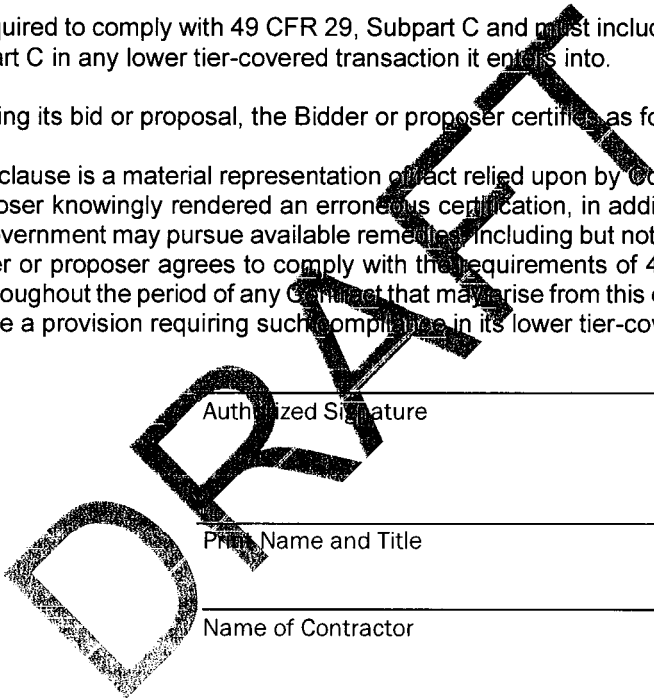 quired to comply with 49 CFR 29, Subpart C and must includ
art C in any lower tier-covered transaction it enters into.
ing its bid or proposal, the Bidder or proposer certifies as fo
clause is a material representation of fact relied upon by Co
oser knowingly rendered an erroneous certification, in addi
overnment may pursue available remedies, including but not
er or proposer agrees to comply with the requirements of 4
oughout the period of any Contract that may arise from this o
e a provision requiring such compliance in its lower tier-cov
Authorized Signature
Print Name and Title
Name of Contractor
DRAFT